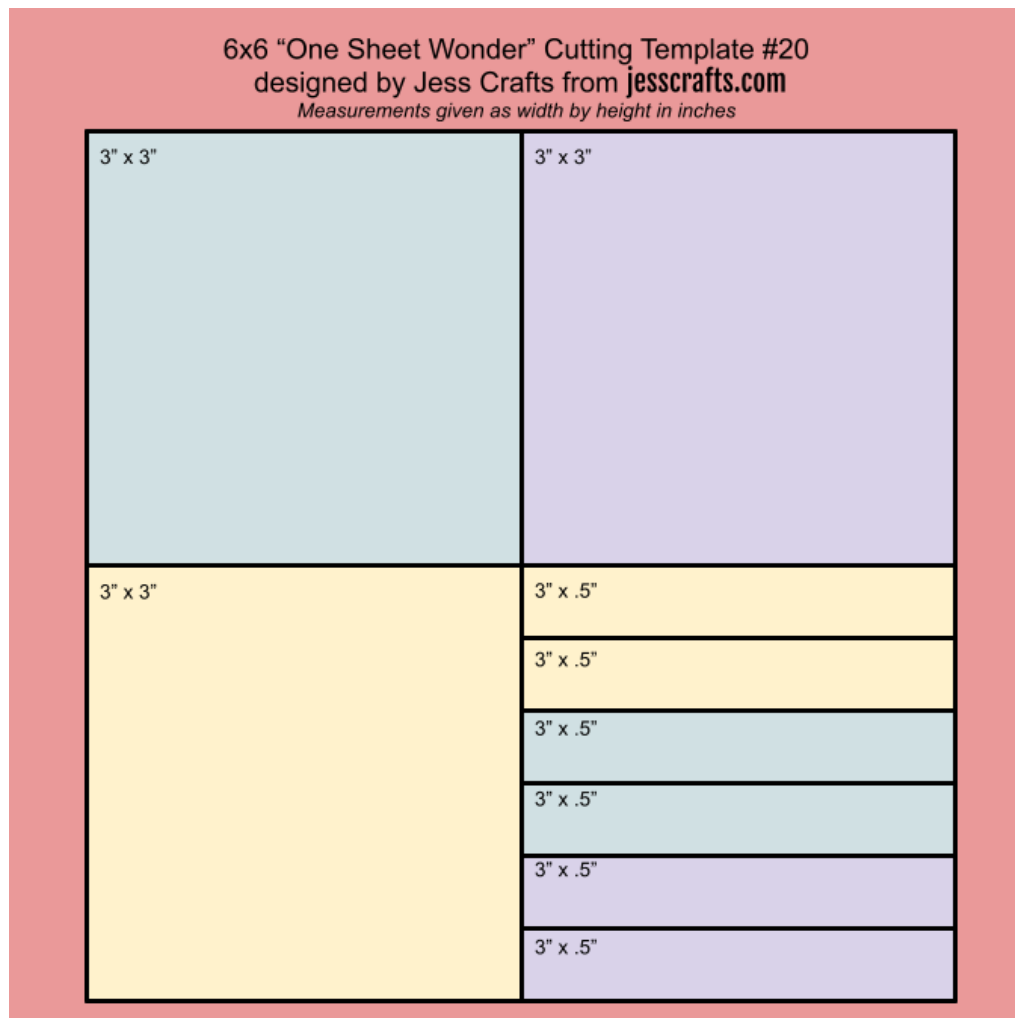 6x6 “One Sheet Wonder” Cutting Template #20
designed by Jess Crafts from jesscrafts.com
Measurements given as width by height in inches
3” x 3”
3” x 3”
3” x 3”
3” x .5”
3” x .5”
3” x .5”
3” x .5”
3” x .5”
3” x .5”